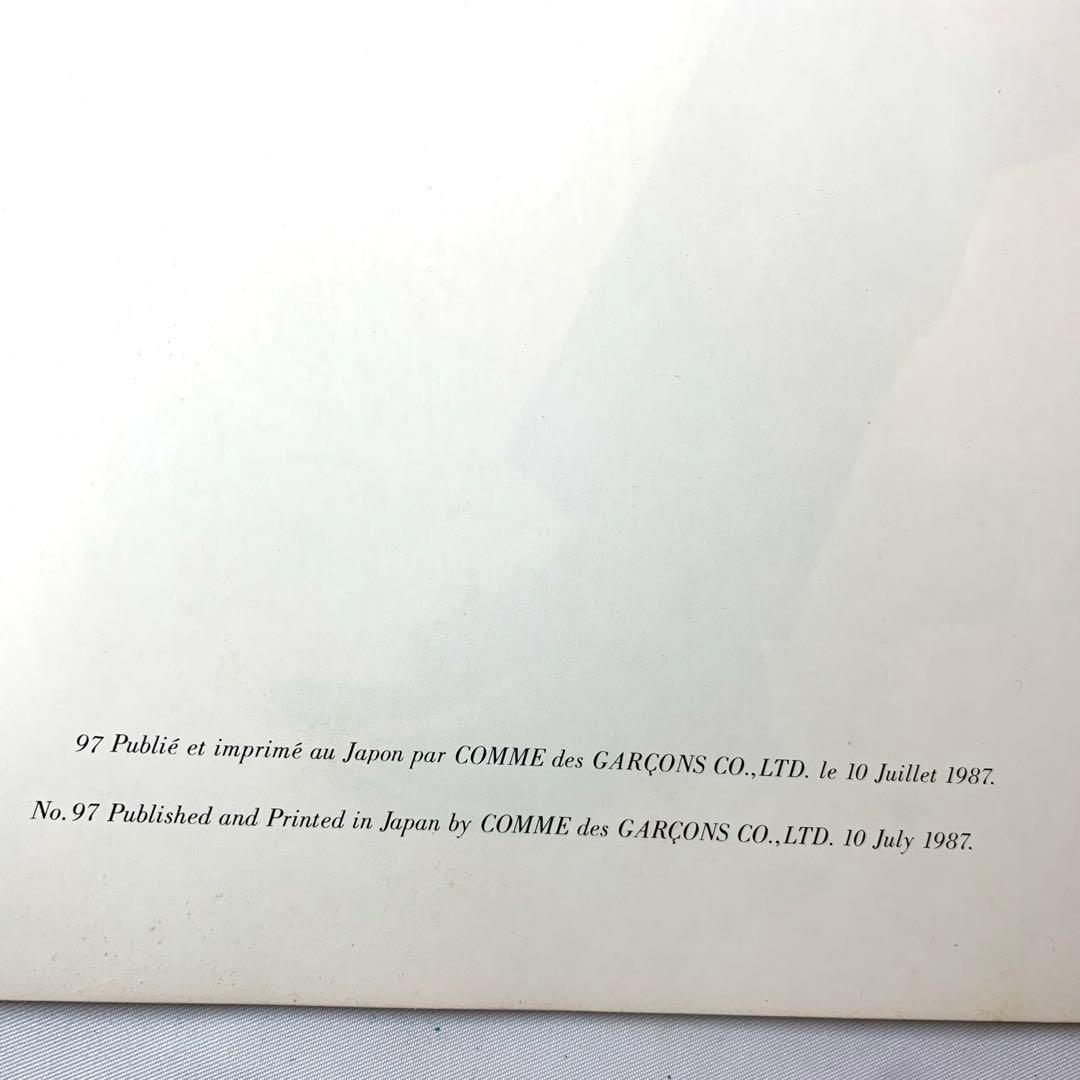 97 Publié et imprimé au Japon par COMME des GARÇONS CO.,LTD. le 10 Juillet 1987.
No. 97 Published and Printed in Japan by COMME des GARÇONS CO.,LTD. 10 July 1987.